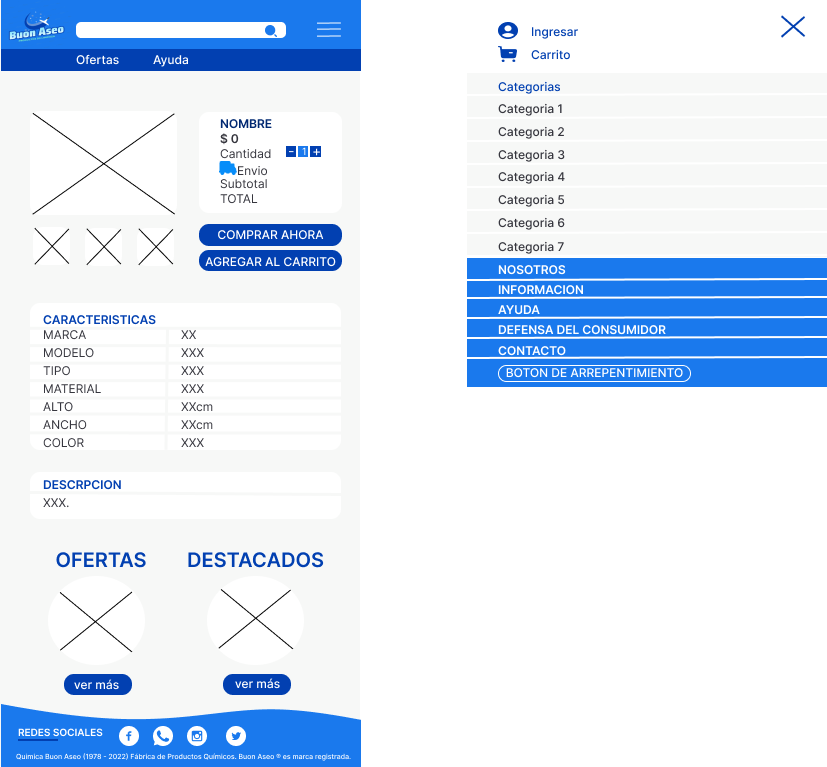 Buon Aseo
Ofertas Ayuda
NOMBRE
$ 0
Cantidad - 1 +
Envio
Subtotal
TOTAL
COMPRAR AHORA
AGREGAR AL CARRITO
CARACTERISTICAS
MARCA XX
MODELO XXX
TIPO XXX
MATERIAL XXX
ALTO XXcm
ANCHO XXcm
COLOR XXX
DESCRPCION
XXX.
OFERTAS DESTACADOS
ver más ver más
REDES SOCIALES
Química Buon Aseo (1978 - 2022) Fábrica de Productos Químicos. Buon Aseo ® es marca registrada.
Ingresar
Carrito
Categorias
Categoria 1
Categoria 2
Categoria 3
Categoria 4
Categoria 5
Categoria 6
Categoria 7
NOSOTROS
INFORMACION
AYUDA
DEFENSA DEL CONSUMIDOR
CONTACTO
BOTON DE ARREPENTIMIENTO